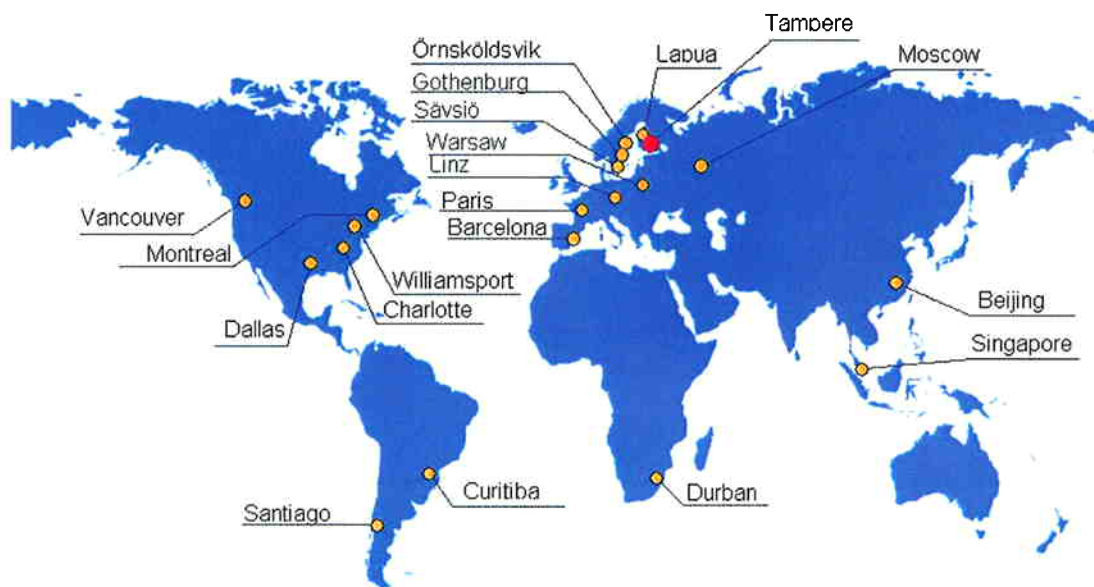 Tampere
Örnsköldsvik
Lapua
Moscow
Gothenburg
Sävsiö
Warsaw
Linz
Paris
Vancouver
Barcelona
Montreal
Williamsport
Beijing
Charlotte
Dallas
Singapore
Curitiba
Durban
Santiago